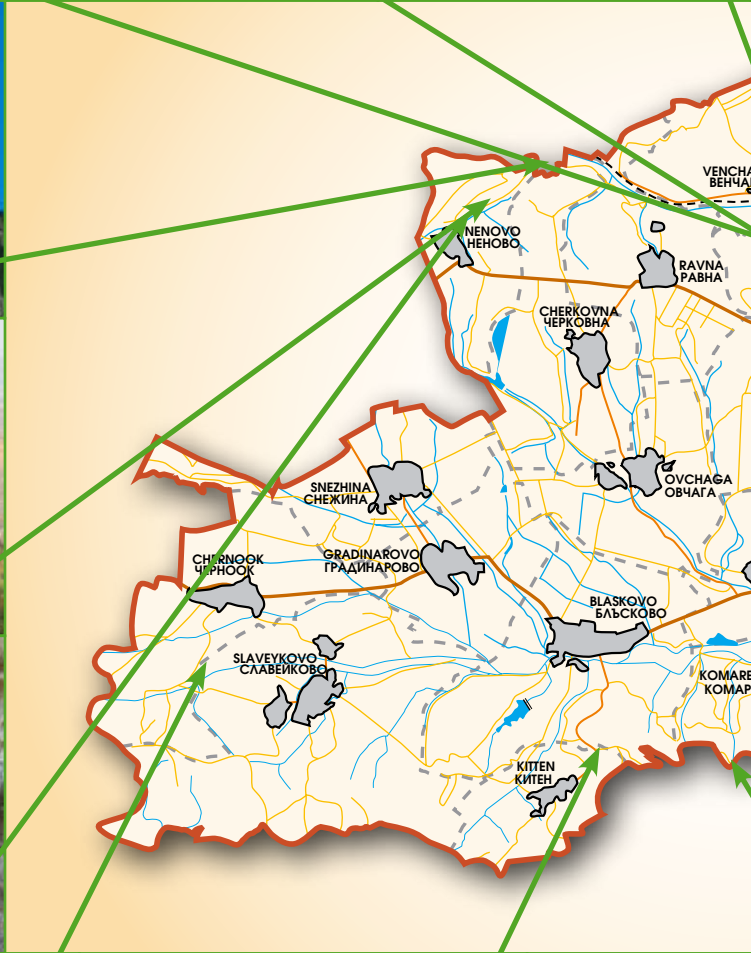 VENCHA
ВЕНЧА
NENOVO
НЕНОВО
RAVNA
РАВНА
CHERKOVNA
ЧЕРКОВНА
SNEZHINA
СНЕЖИНА
OVCHAGA
ОВЧАГА
GRADINAROVO
ГРАДИНАРОВО
CHERNOOK
ЧЕРНООК
BLASKOVO
БЛЪСКОВО
SLAVEYKOVO
СЛАВЕЙКОВО
KOMARE
КОМАР
KITTEN
КИТЕН